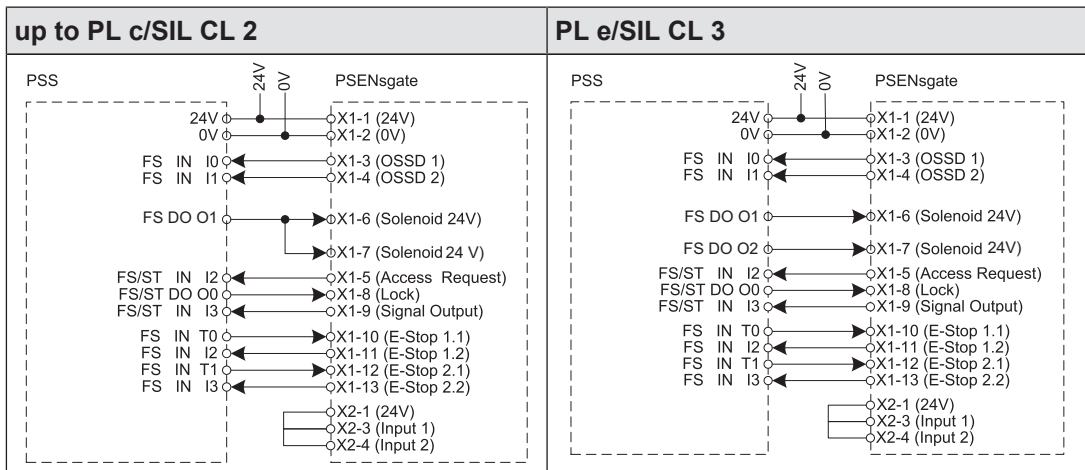 up to PL c/SIL CL 2
PSS
24V
0V
PSENsgate
24V X1-1 (24V)
0V X1-2 (0V)
FS IN I0 X1-3 (OSSD 1)
FS IN I1 X1-4 (OSSD 2)
FS DO O1 X1-6 (Solenoid 24V)
X1-7 (Solenoid 24 V)
FS/ST IN I2 X1-5 (Access Request)
FS/ST DO O0 X1-8 (Lock)
FS/ST IN I3 X1-9 (Signal Output)
FS IN T0 X1-10 (E-Stop 1.1)
FS IN I2 X1-11 (E-Stop 1.2)
FS IN T1 X1-12 (E-Stop 2.1)
FS IN I3 X1-13 (E-Stop 2.2)
X2-1 (24V)
X2-3 (Input 1)
X2-4 (Input 2)
PL e/SIL CL 3
PSS
24V
0V
PSENsgate
24V X1-1 (24V)
0V X1-2 (0V)
FS IN I0 X1-3 (OSSD 1)
FS IN I1 X1-4 (OSSD 2)
FS DO O1 X1-6 (Solenoid 24V)
FS DO O2 X1-7 (Solenoid 24V)
FS/ST IN I2 X1-5 (Access Request)
FS/ST DO O0 X1-8 (Lock)
FS/ST IN I3 X1-9 (Signal Output)
FS IN T0 X1-10 (E-Stop 1.1)
FS IN I2 X1-11 (E-Stop 1.2)
FS IN T1 X1-12 (E-Stop 2.1)
FS IN I3 X1-13 (E-Stop 2.2)
X2-1 (24V)
X2-3 (Input 1)
X2-4 (Input 2)